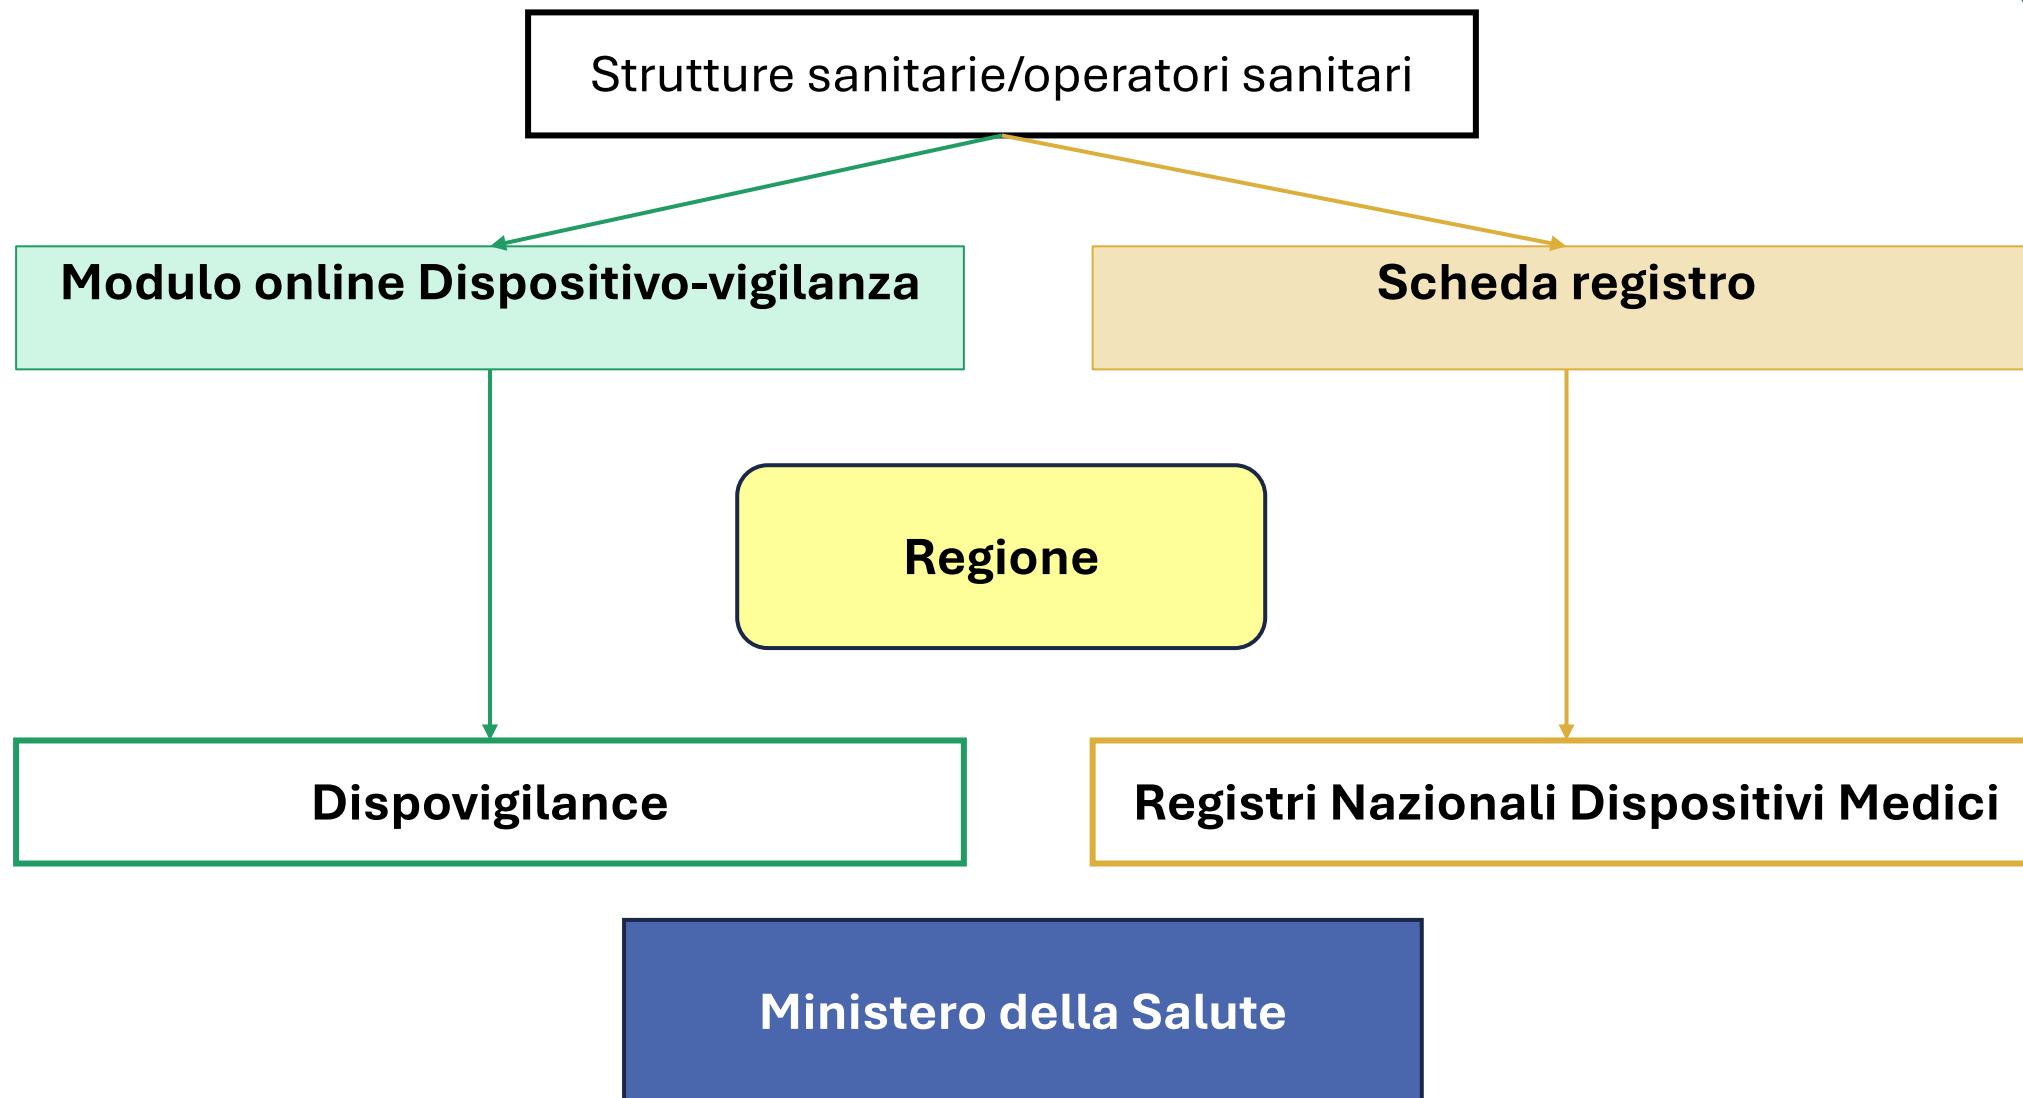 Strutture sanitarie/operatori sanitari
Modulo online Dispositivo-vigilanza
Scheda registro
Regione
Dispovigilance
Registri Nazionali Dispositivi Medici
Ministero della Salute